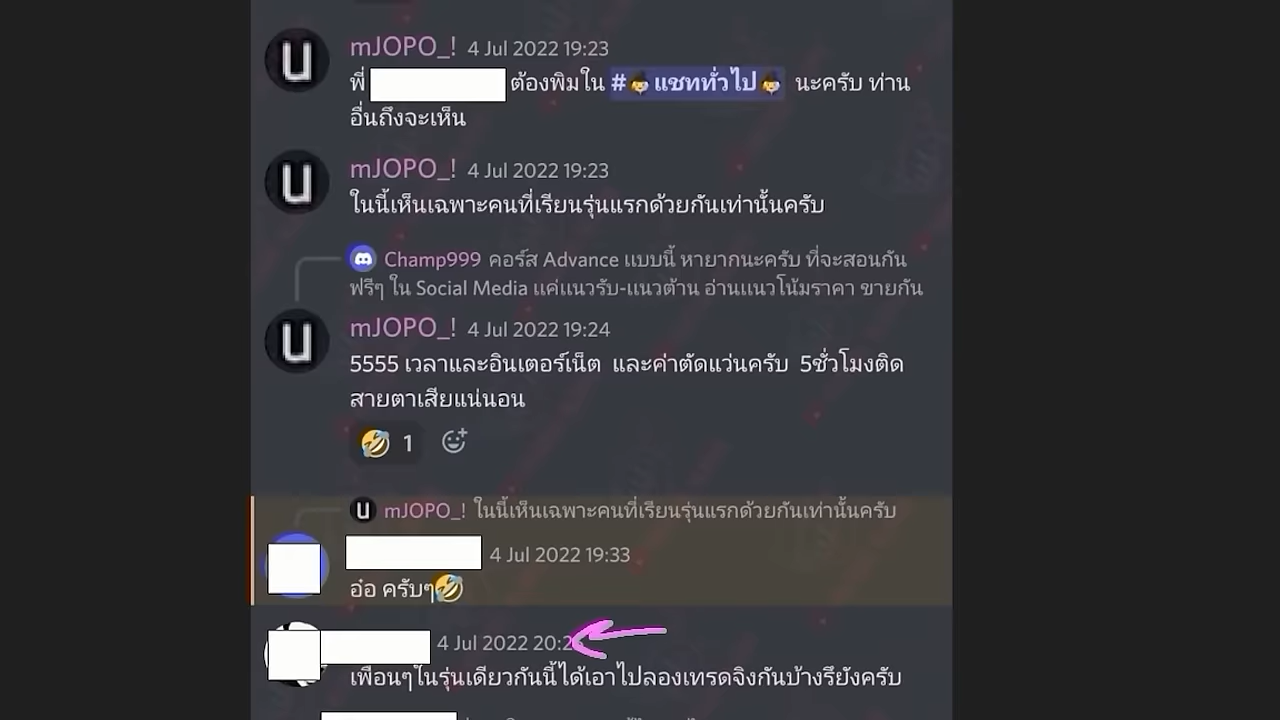 mJOPO_! 4 Jul 2022 19:23
พี่ ต้องพิมใน #แชททั่วไป นะครับ ท่าน
อื่นถึงจะเห็น
mJOPO_! 4 Jul 2022 19:23
ในนี้เห็นเฉพาะคนที่เรียนรุ่นแรกด้วยกันเท่านั้นครับ
Champ999 คอร์ส Advance แบบนี้ หายากนะครับ ที่จะสอนกัน
ฟรีๆ ใน Social Media แค่แนวรับ-แนวต้าน อ่านแนวโน้มราคา ขายกัน
mJOPO_! 4 Jul 2022 19:24
5555 เวลาและอินเตอร์เน็ต และค่าตัดแว่นครับ 5ชั่วโมงติด
สายตาเสียแน่นอน
🤣 1
mJOPO_! ในนี้เห็นเฉพาะคนที่เรียนรุ่นแรกด้วยกันเท่านั้นครับ
4 Jul 2022 19:33
อ๋อ ครับๆ🤣
4 Jul 2022
เพื่อนๆในรุ่นเดียวกันนี้ได้เอาไปลองเทรดจิงกันบ้างรึยังครับ